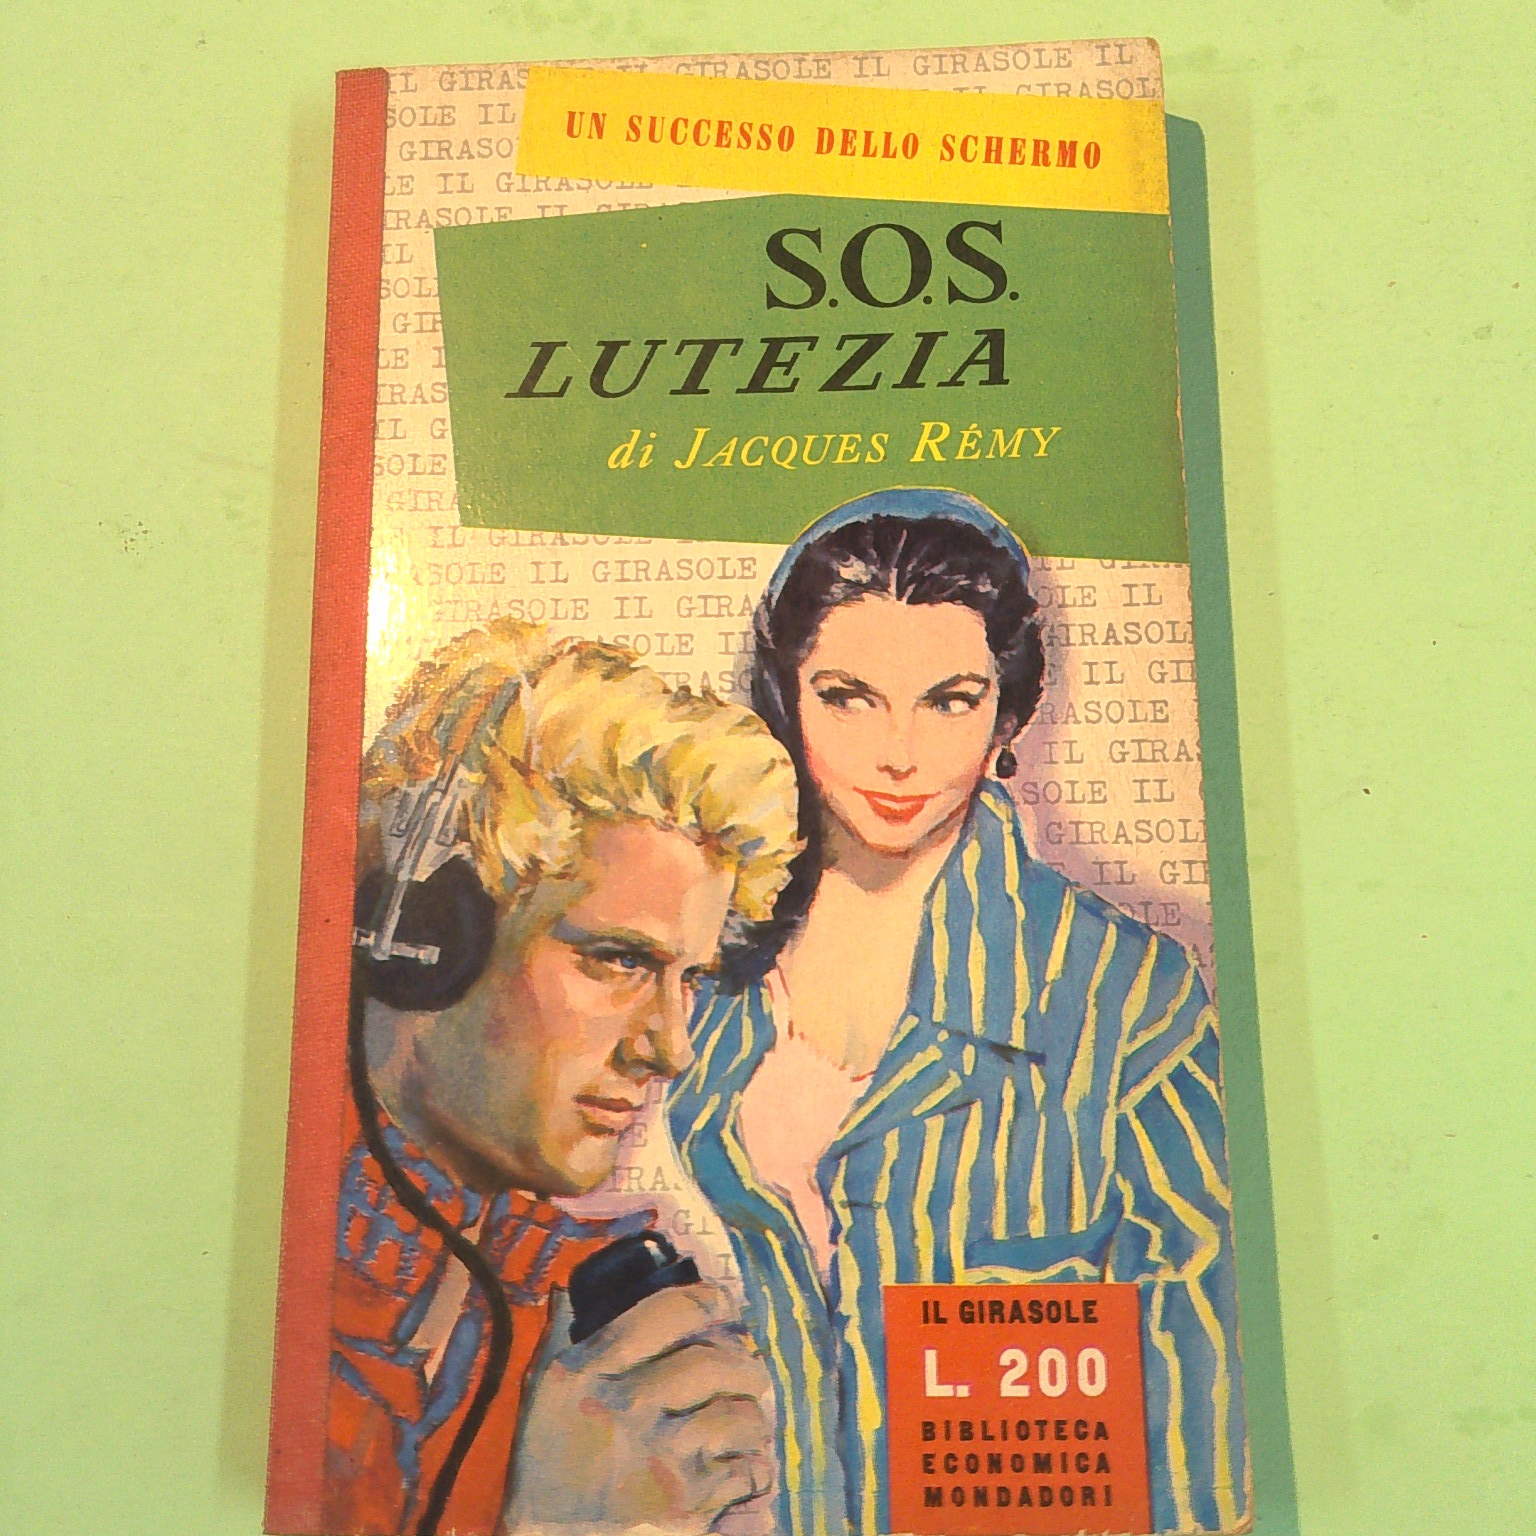 UN SUCCESSO DELLO SCHERMO
S.O.S.
LUTEZIA
di JACQUES RÉMY
IL GIRASOLE
L. 200
BIBLIOTECA
ECONOMICA
MONDADORI